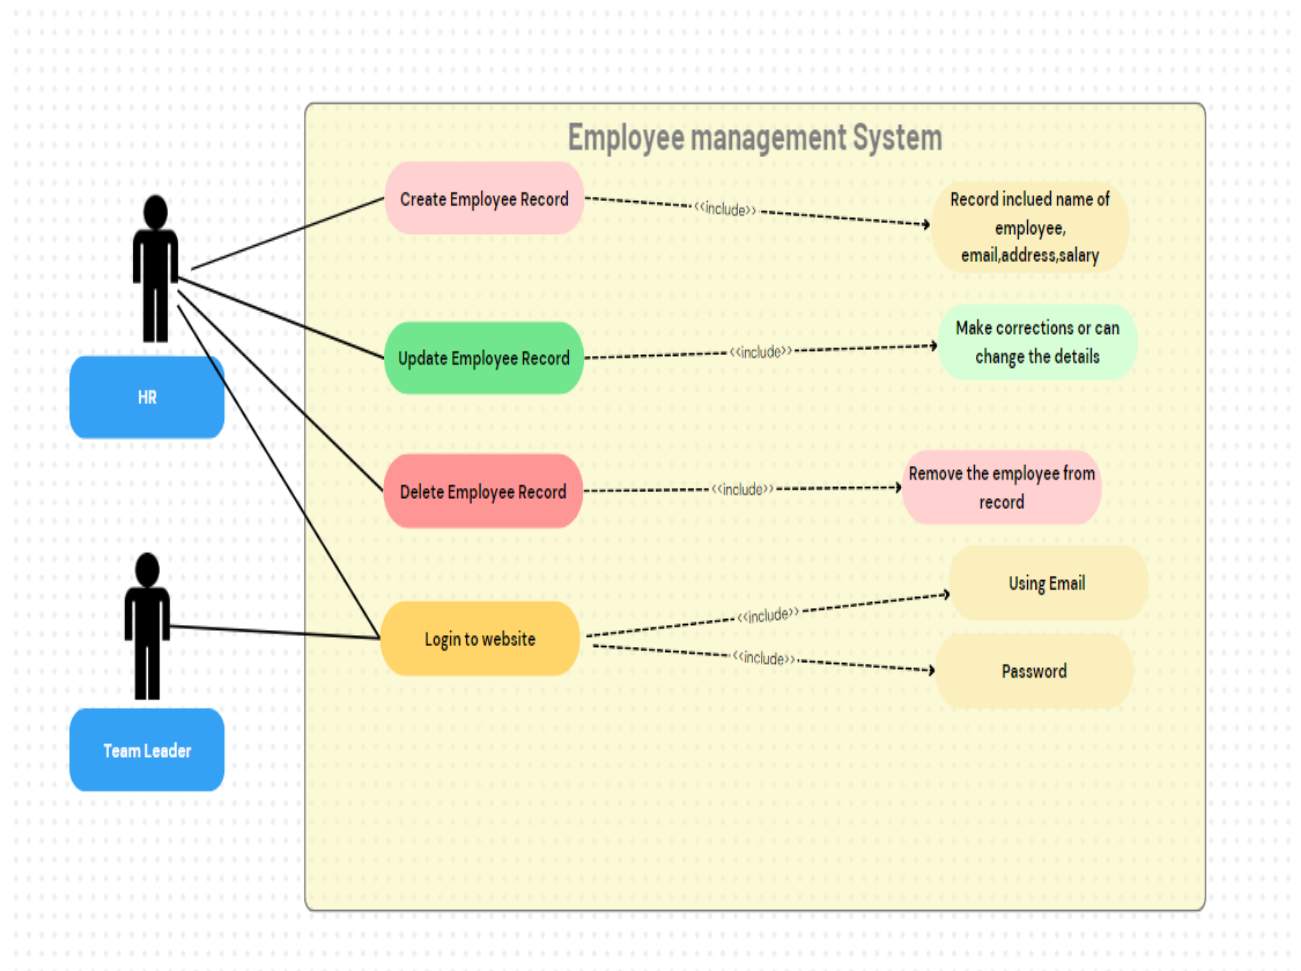 Employee management System
Create Employee Record
<<include>>
Record inclued name of
employee,
email,address,salary
HR
Update Employee Record
<<include>>
Make corrections or can
change the details
Delete Employee Record
<<include>>
Remove the employee from
record
Team Leader
Login to website
<<include>>
Using Email
<<include>>
Password